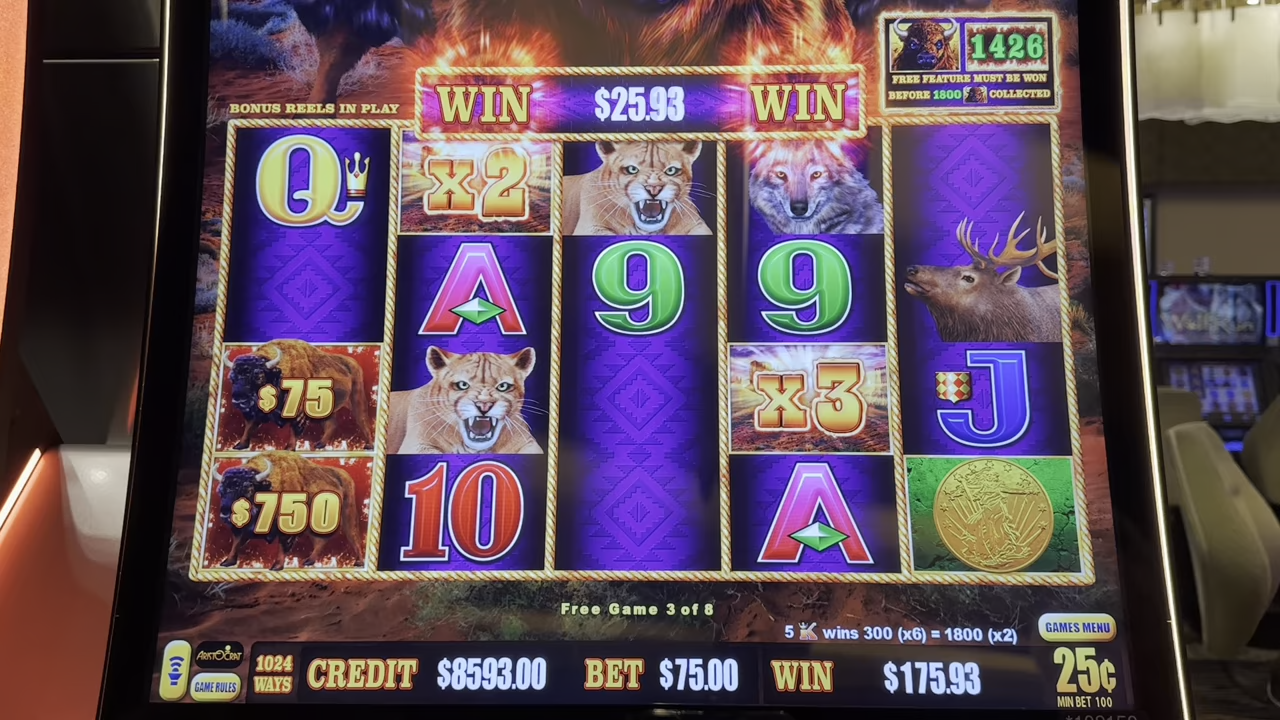 1426
FREE FEATURE MUST BE WON
BEFORE 1800 COLLECTED
BONUS REELS IN PLAY
WIN $25.93 WIN
Q x2
A 9 9
$75 x3 J
$750 10 A
Free Game 3 of 8
5 wins 300 (x6) = 1800 (x2)
GAMES MENU
ARISTOCRAT
GAME RULES
1024 WAYS
CREDIT $8593.00 BET $75.00 WIN $175.93
25¢
MIN BET 100